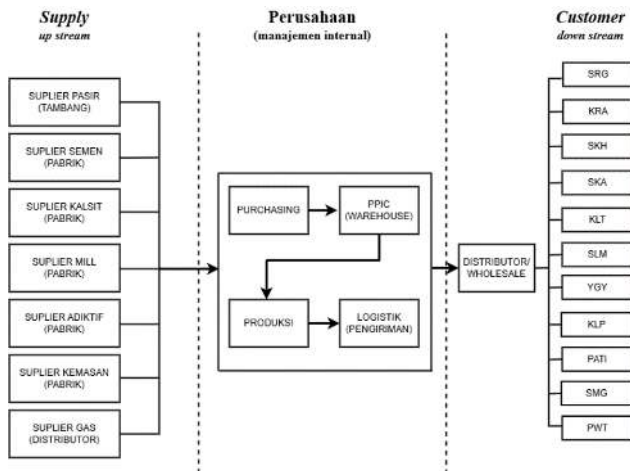 Supply
up stream
Perusahaan
(manajemen internal)
Customer
down stream
SUPLIER PASIR
(TAMBANG)
SUPLIER SEMEN
(PABRIK)
SUPLIER KALSIT
(PABRIK)
SUPLIER MILL
(PABRIK)
SUPLIER ADIKTIF
(PABRIK)
SUPLIER KEMASAN
(PABRIK)
SUPLIER GAS
(DISTRIBUTOR)
PURCHASING
PPIC
(WAREHOUSE)
PRODUKSI
LOGISTIK
(PENGIRIMAN)
DISTRIBUTOR/
WHOLESALE
SRG
KRA
SKH
SKA
KLT
SLM
YGY
KLP
PATI
SMG
PWT